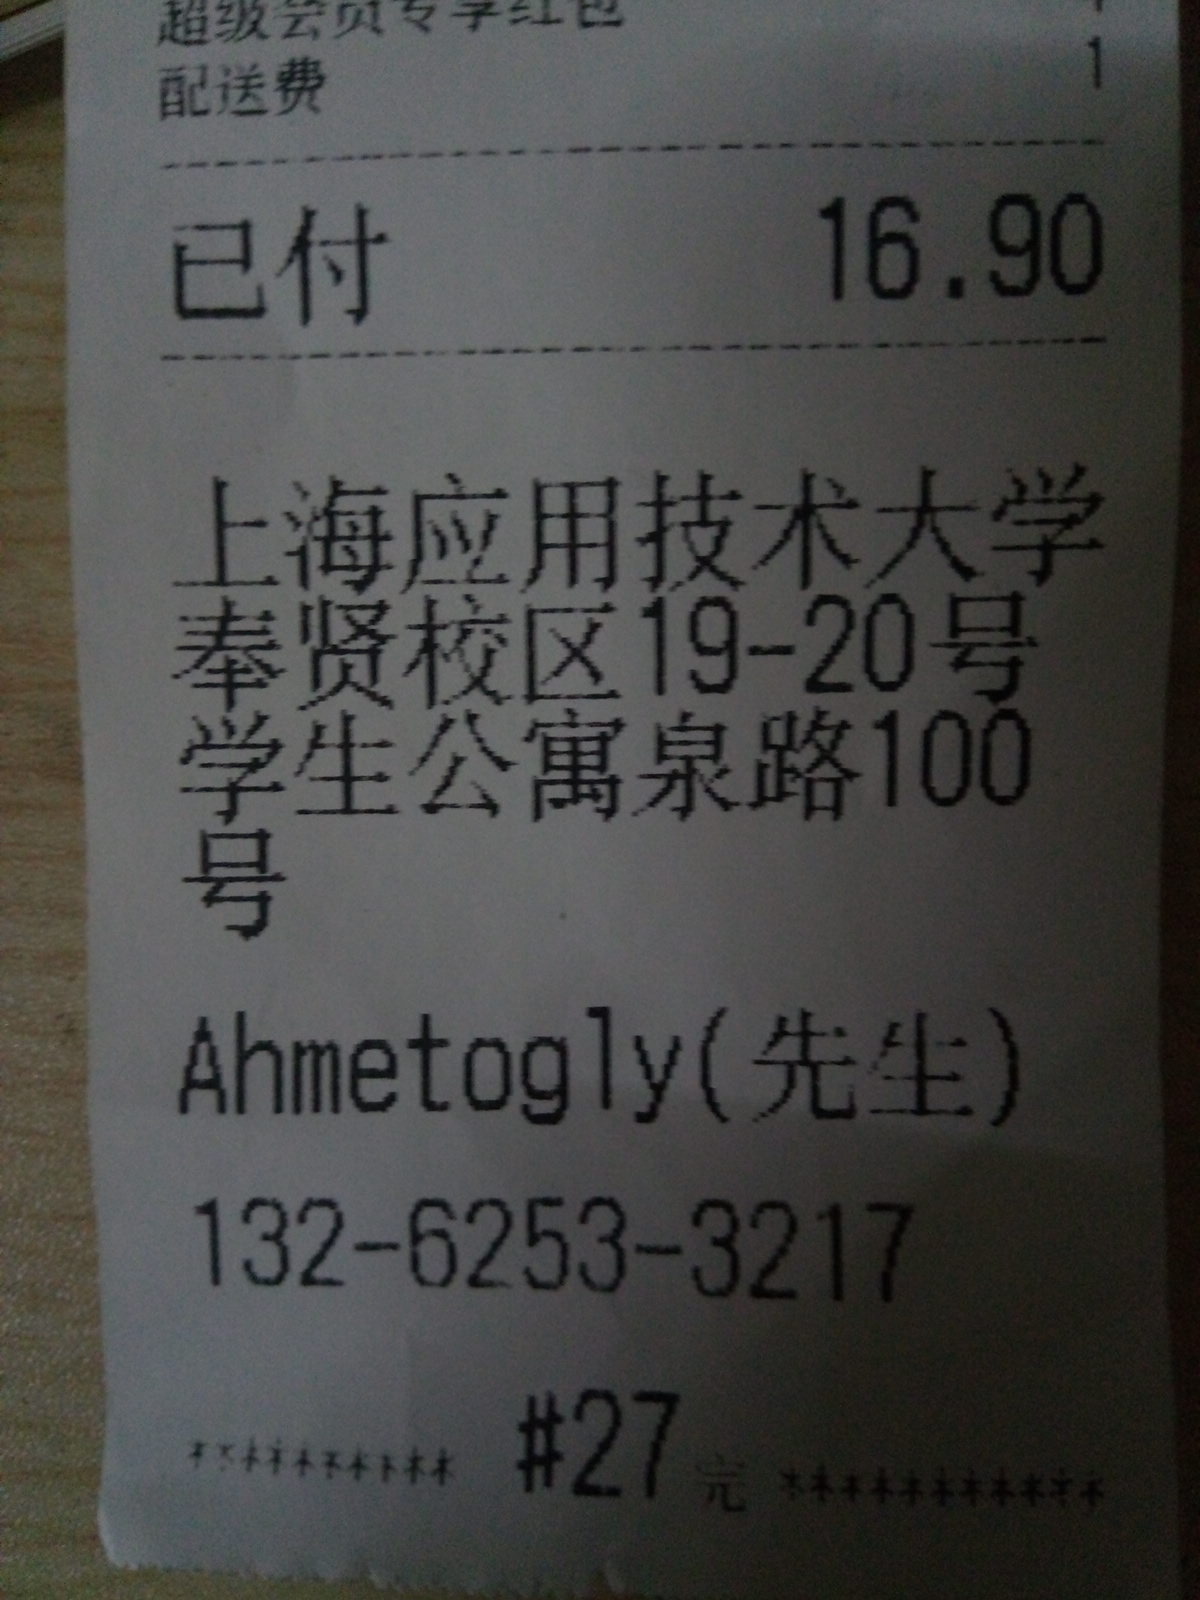 超级会员专享红包 1
配送费 1
已付 16.90
上海应用技术大学
奉贤校区19-20号
学生公寓泉路100
号
Ahmetogly(先生)
132-6253-3217
********** #27 完 ************